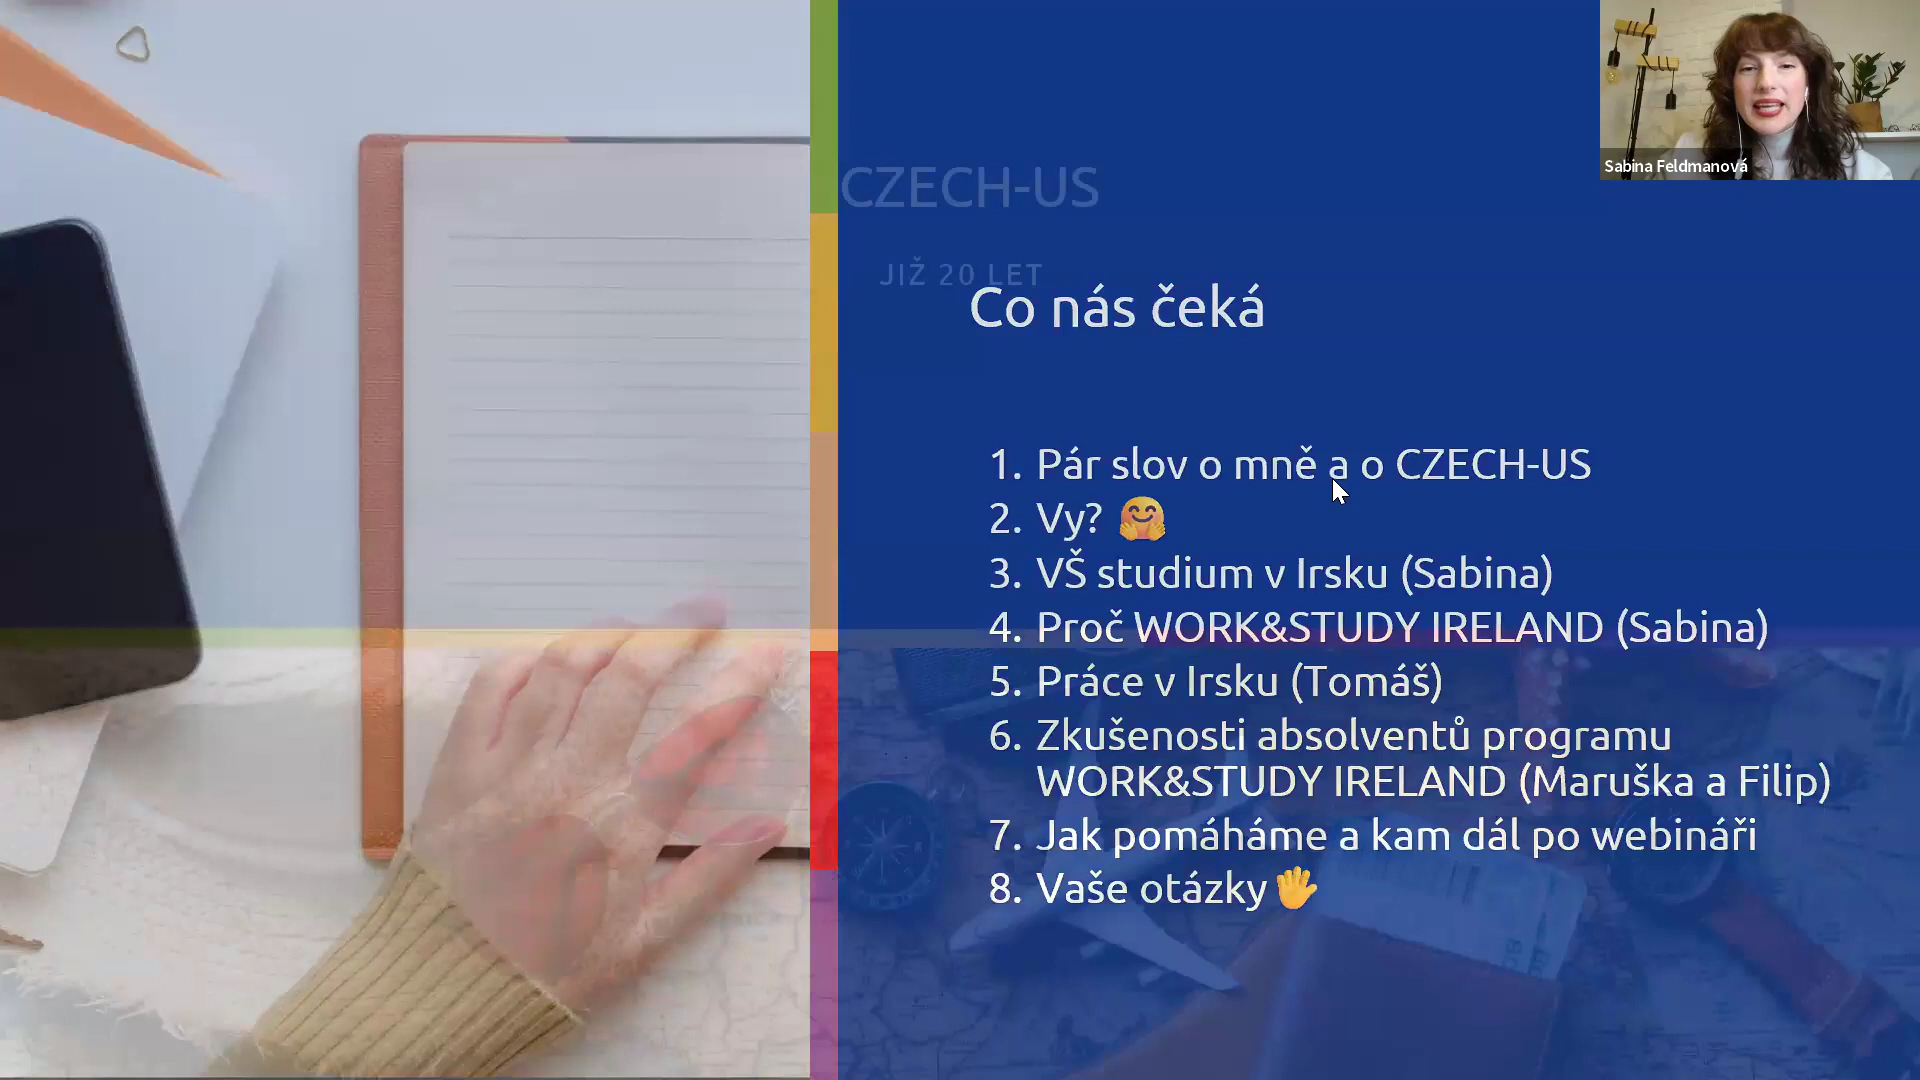 Sabina Feldmanová
CZECH-US
JIŽ 20 LET
Co nás čeká
1. Pár slov o mně a o CZECH-US
2. Vy? 🤗
3. VŠ studium v Irsku (Sabina)
4. Proč WORK&STUDY IRELAND (Sabina)
5. Práce v Irsku (Tomáš)
6. Zkušenosti absolventů programu
WORK&STUDY IRELAND (Maruška a Filip)
7. Jak pomáháme a kam dál po webináři
8. Vaše otázky 👋